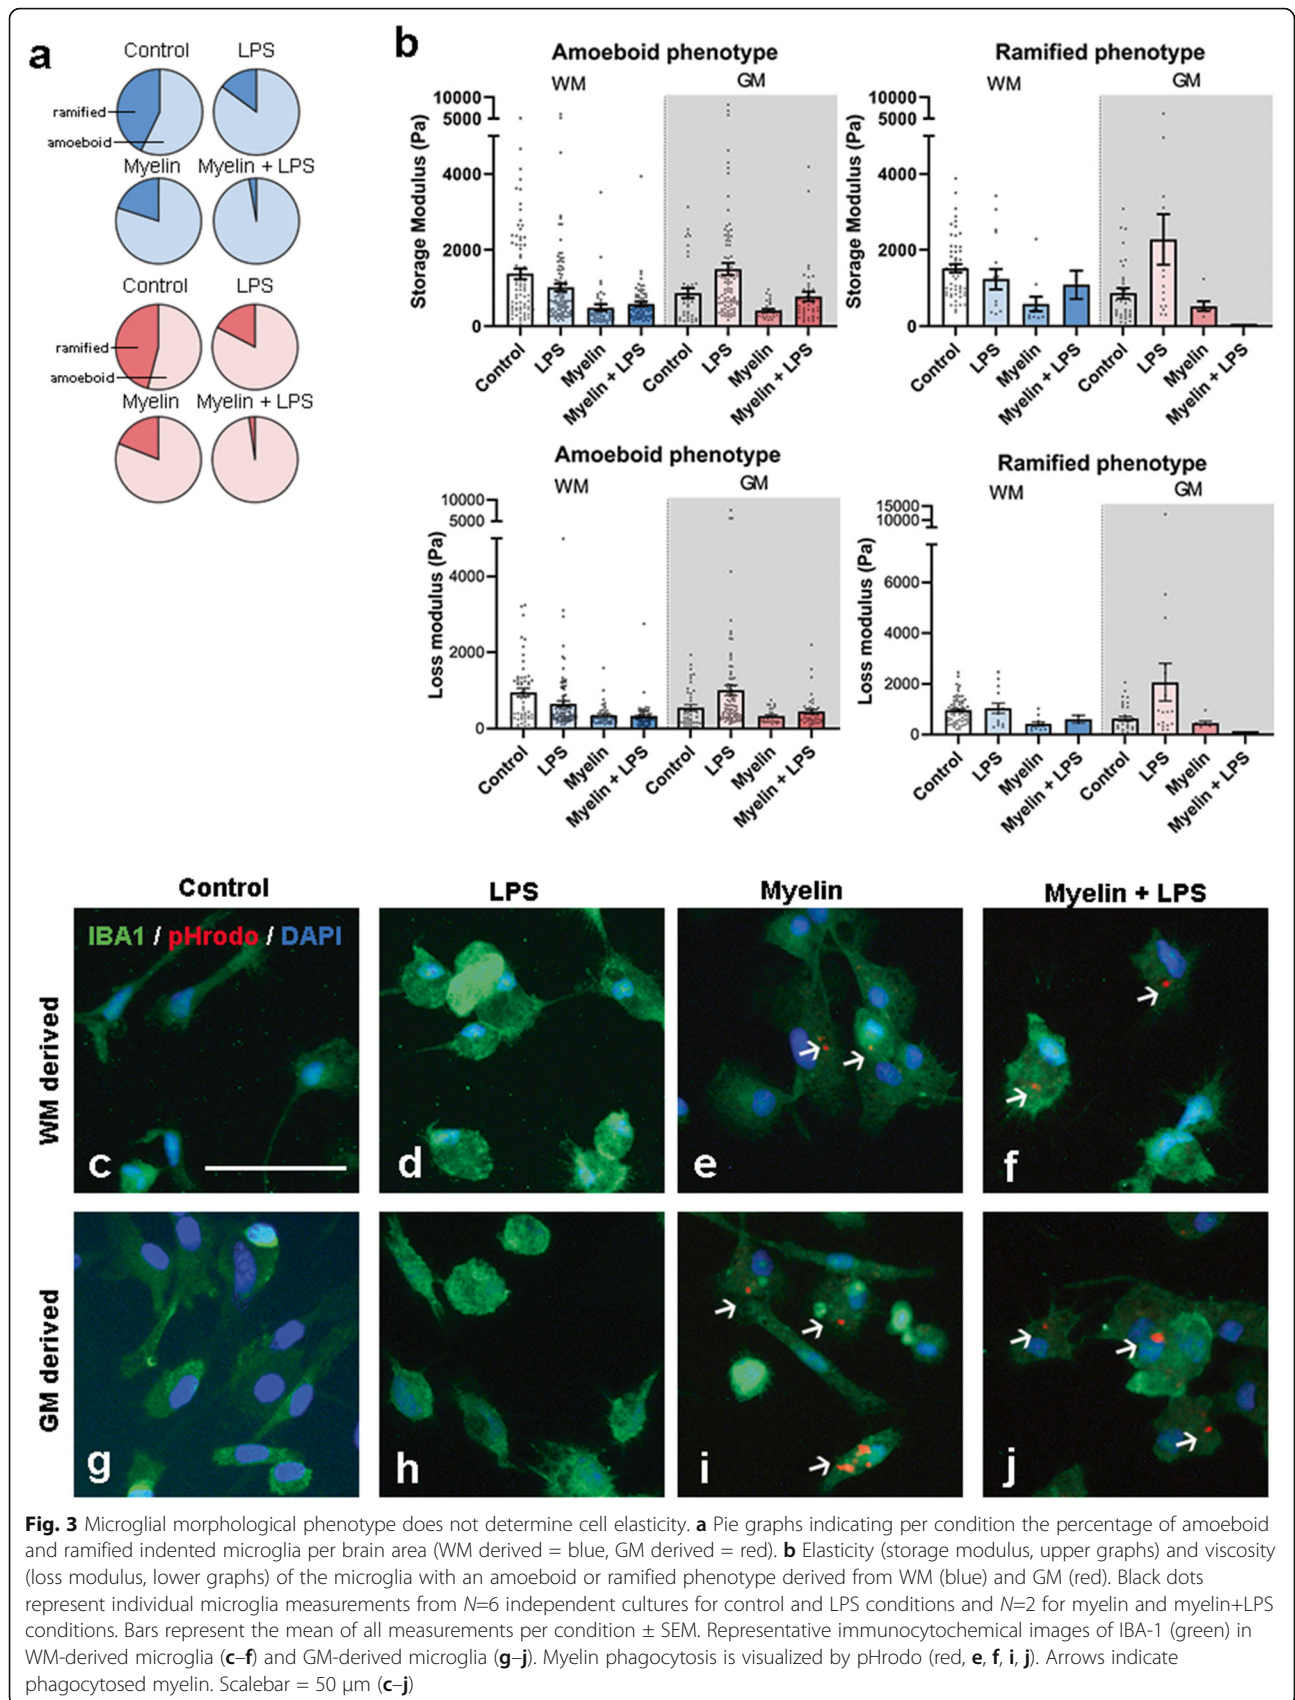 a
Control
LPS
ramified
amoeboid
Myelin
Myelin + LPS
Control
LPS
ramified
amoeboid
Myelin
Myelin + LPS
b
Amoeboid phenotype
WM
GM
Storage Modulus (Pa)
10000
5000
4000
2000
0
Control
LPS
Myelin
Myelin + LPS
Control
LPS
Myelin
Myelin + LPS
Ramified phenotype
WM
GM
Storage Modulus (Pa)
10000
5000
4000
2000
0
Control
LPS
Myelin
Myelin + LPS
Control
LPS
Myelin
Myelin + LPS
Amoeboid phenotype
WM
GM
Loss modulus (Pa)
10000
5000
4000
2000
0
Control
LPS
Myelin
Myelin + LPS
Control
LPS
Myelin
Myelin + LPS
Ramified phenotype
WM
GM
Loss modulus (Pa)
15000
10000
6000
4000
2000
0
Control
LPS
Myelin
Myelin + LPS
Control
LPS
Myelin
Myelin + LPS
Control
LPS
Myelin
Myelin + LPS
WM derived
IBA1 / pHrodo / DAPI
c
d
e
f
GM derived
g
h
i
j
Fig. 3 Microglial morphological phenotype does not determine cell elasticity. a Pie graphs indicating per condition the percentage of amoeboid
and ramified indented microglia per brain area (WM derived = blue, GM derived = red). b Elasticity (storage modulus, upper graphs) and viscosity
(loss modulus, lower graphs) of the microglia with an amoeboid or ramified phenotype derived from WM (blue) and GM (red). Black dots
represent individual microglia measurements from N=6 independent cultures for control and LPS conditions and N=2 for myelin and myelin+LPS
conditions. Bars represent the mean of all measurements per condition ± SEM. Representative immunocytochemical images of IBA-1 (green) in
WM-derived microglia (c–f) and GM-derived microglia (g–j). Myelin phagocytosis is visualized by pHrodo (red, e, f, i, j). Arrows indicate
phagocytosed myelin. Scalebar = 50 μm (c–j)